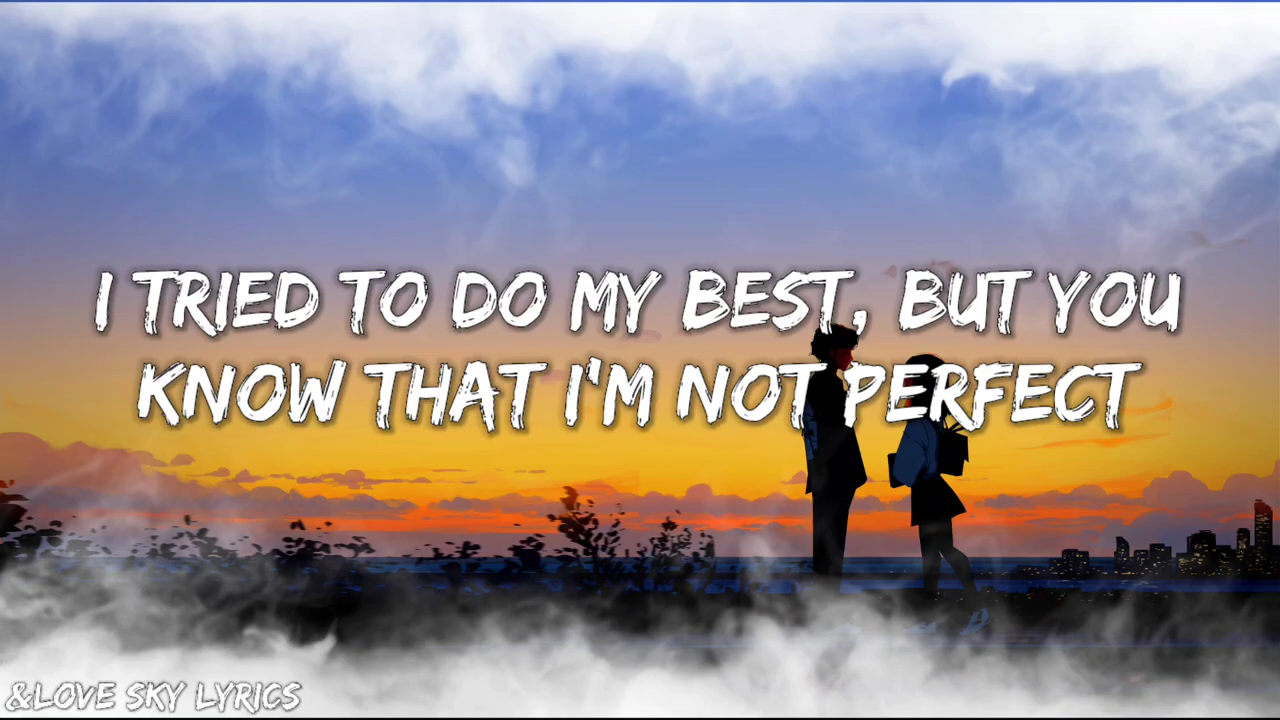 I TRIED TO DO MY BEST, BUT YOU
KNOW THAT I'M NOT PERFECT
&LOVE SKY LYRICS